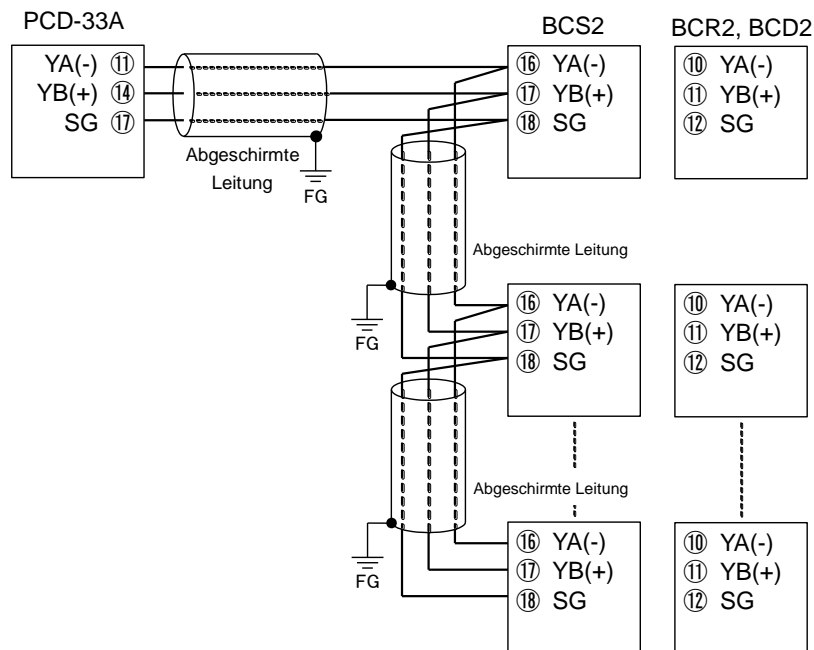 PCD-33A
YA(-) ⑪
YB(+) ⑭
SG ⑰
Abgeschirmte
Leitung
FG
BCS2
⑯ YA(-)
⑰ YB(+)
⑱ SG
BCR2, BCD2
⑩ YA(-)
⑪ YB(+)
⑫ SG
Abgeschirmte Leitung
FG
⑯ YA(-)
⑰ YB(+)
⑱ SG
⑩ YA(-)
⑪ YB(+)
⑫ SG
Abgeschirmte Leitung
FG
⑯ YA(-)
⑰ YB(+)
⑱ SG
⑩ YA(-)
⑪ YB(+)
⑫ SG